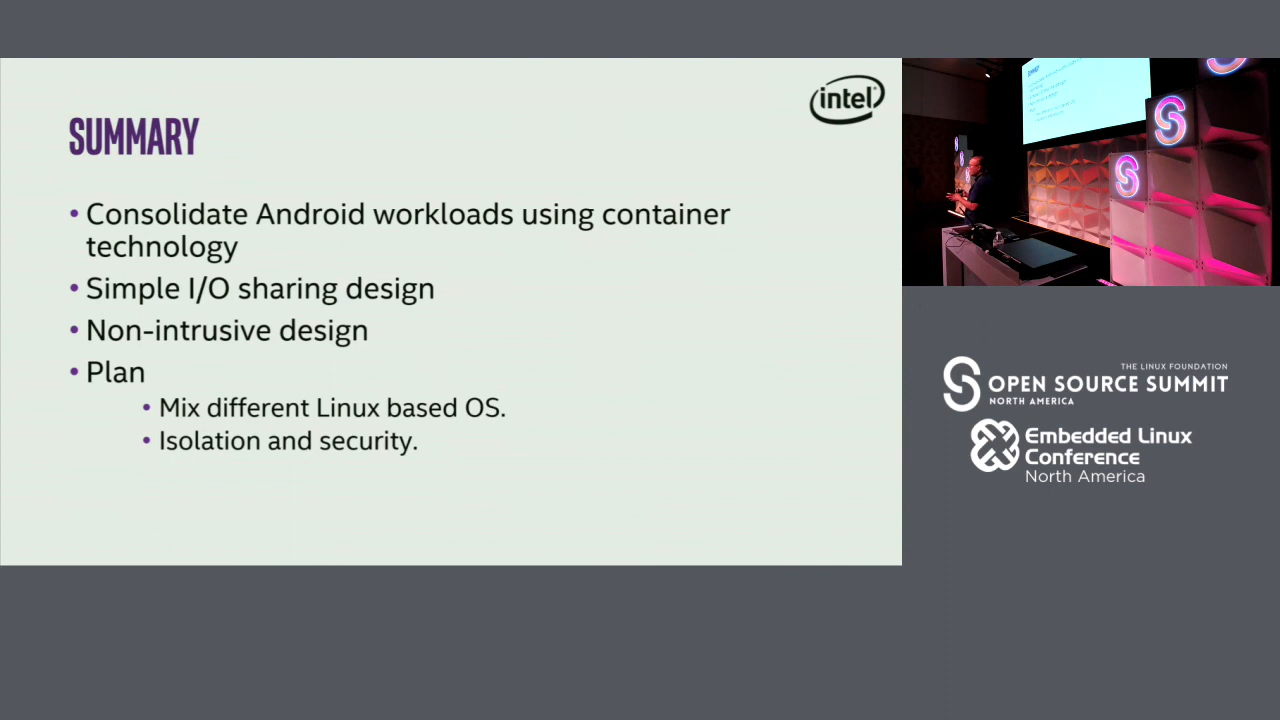 intel
SUMMARY
• Consolidate Android workloads using container
technology
• Simple I/O sharing design
• Non-intrusive design
• Plan
• Mix different Linux based OS.
• Isolation and security.
THE LINUX FOUNDATION
OPEN SOURCE SUMMIT
NORTH AMERICA
Embedded Linux
Conference
North America